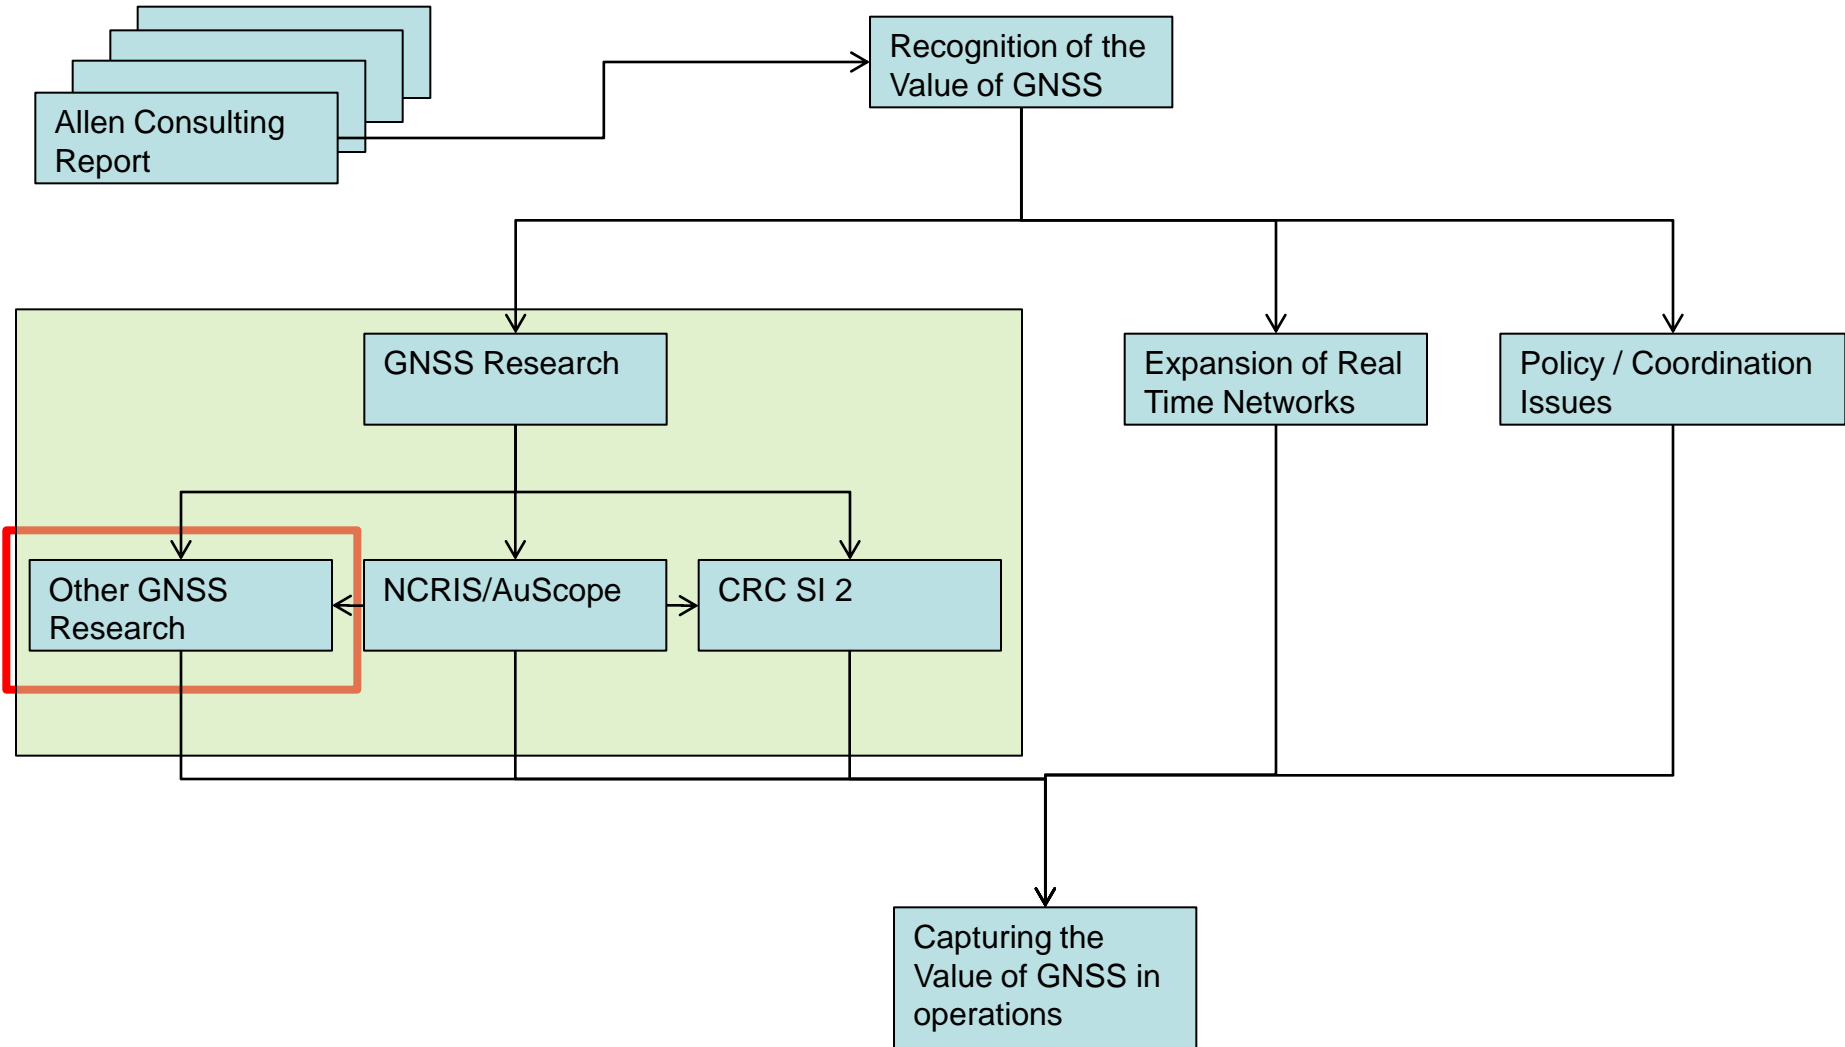 Recognition of the
Value of GNSS
Allen Consulting
Report
GNSS Research
Expansion of Real
Time Networks
Policy / Coordination
Issues
Other GNSS
Research
NCRIS/AuScope
CRC SI 2
Capturing the
Value of GNSS in
operations